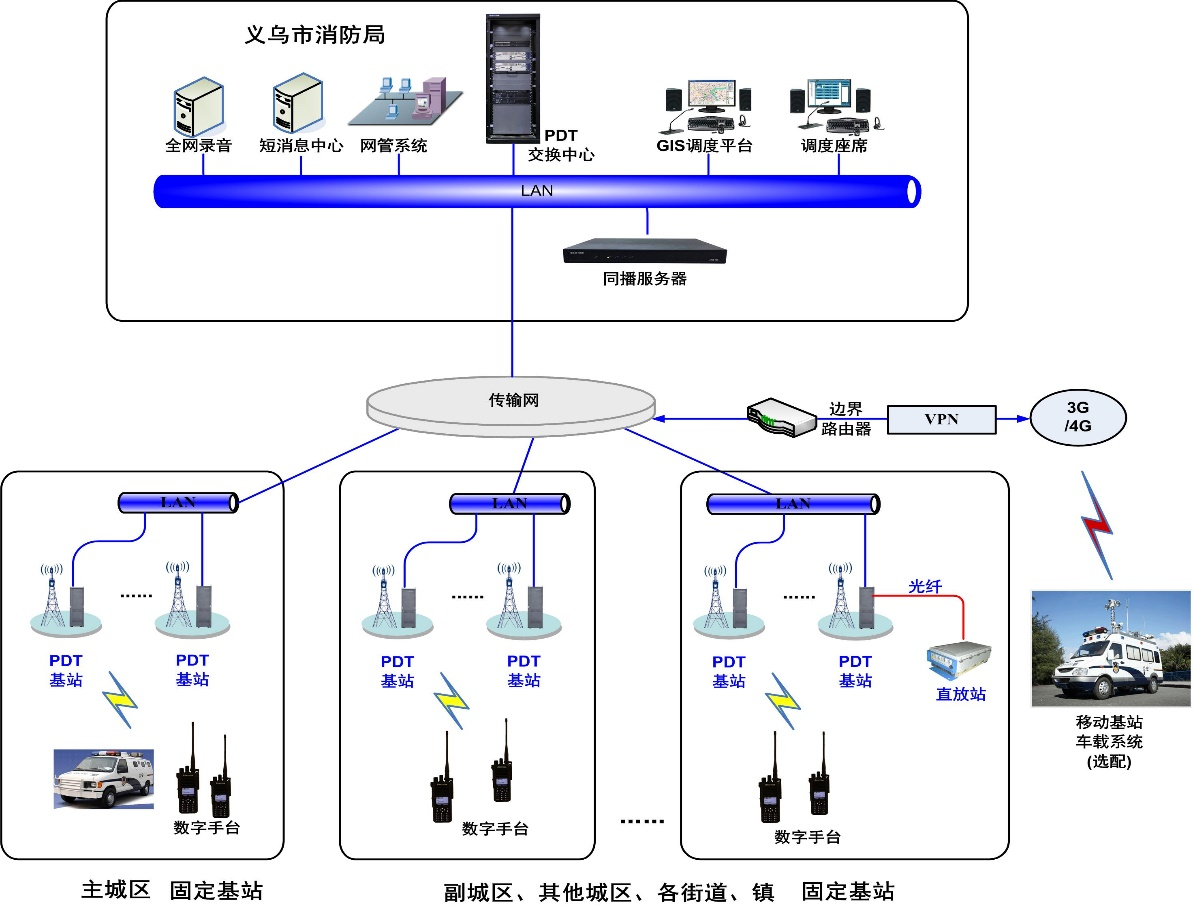 义乌市消防局
全网录音
短消息中心
网管系统
PDT
交换中心
GIS调度平台
调度座席
LAN
同播服务器
传输网
边界
路由器
VPN
3G
/4G
LAN
LAN
LAN
光纤
PDT
基站
PDT
基站
PDT
基站
PDT
基站
PDT
基站
PDT
基站
直放站
......
......
......
移动基站
车载系统
(选配)
数字手台
数字手台
数字手台
......
主城区 固定基站
副城区、其他城区、各街道、镇 固定基站